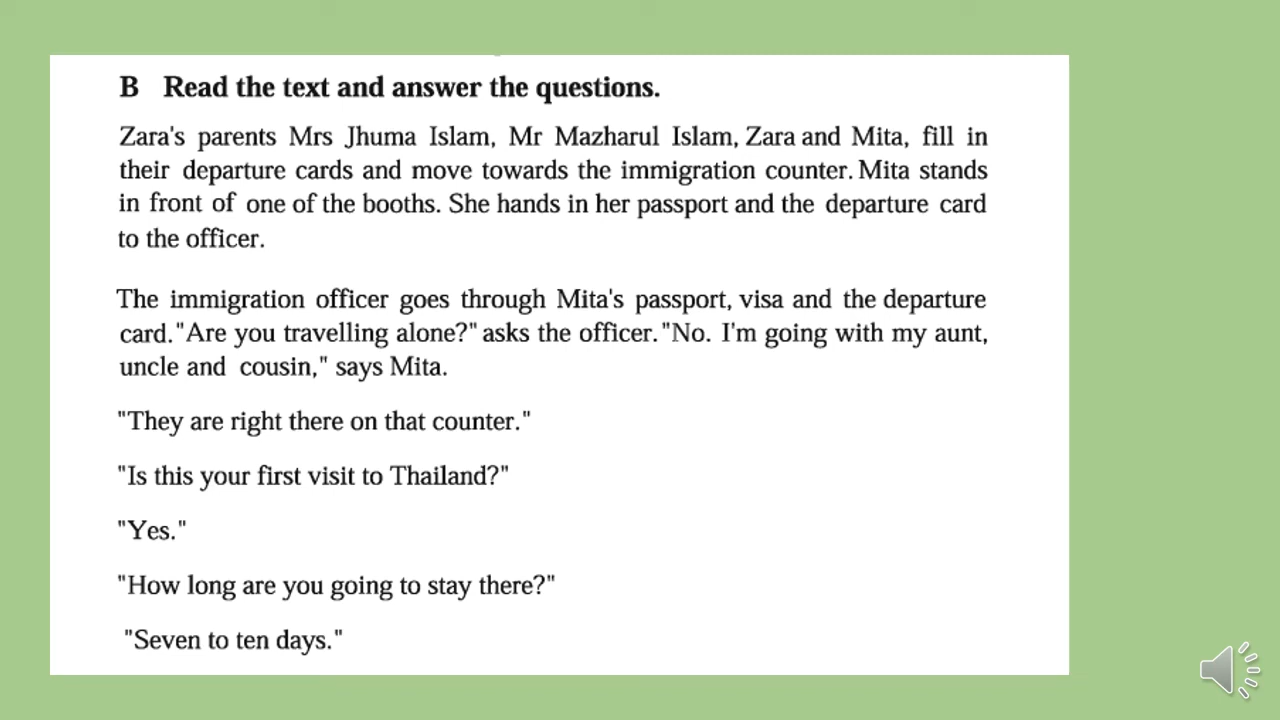 B Read the text and answer the questions.
Zara's parents Mrs Jhuma Islam, Mr Mazharul Islam, Zara and Mita, fill in
their departure cards and move towards the immigration counter. Mita stands
in front of one of the booths. She hands in her passport and the departure card
to the officer.
The immigration officer goes through Mita's passport, visa and the departure
card. "Are you travelling alone?" asks the officer. "No. I'm going with my aunt,
uncle and cousin," says Mita.
"They are right there on that counter."
"Is this your first visit to Thailand?"
"Yes."
"How long are you going to stay there?"
"Seven to ten days."